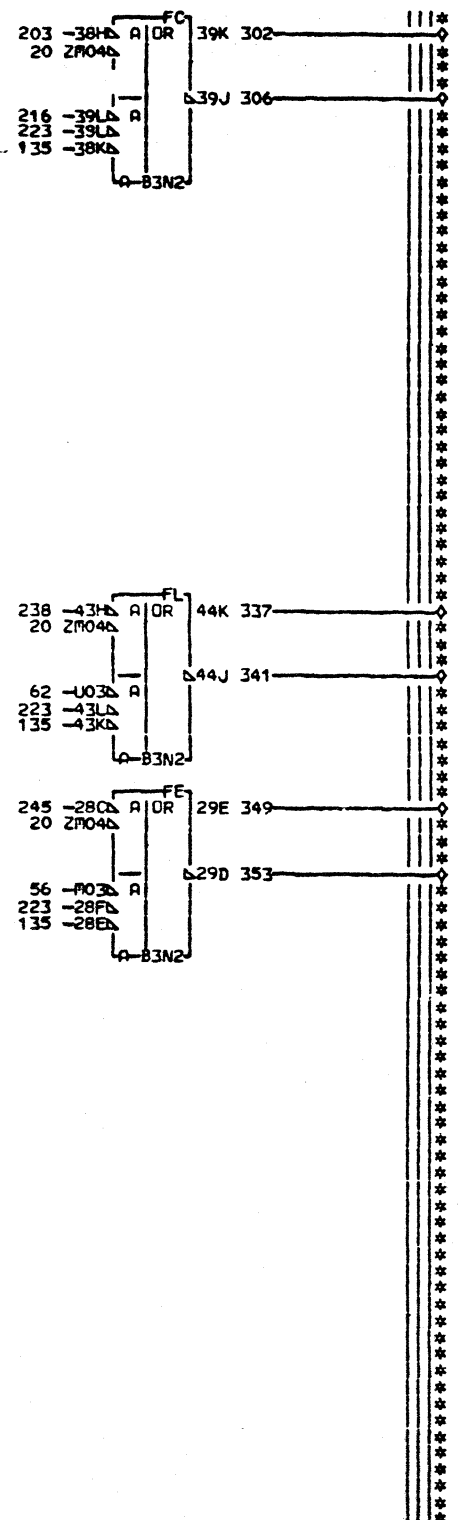 FC
203 -38H A OR 39K 302
20 ZM04
39J 306
216 -39L A
223 -39L
135 -38K
A-B3N2
FL
238 -43H A OR 44K 337
20 ZM04
44J 341
62 -U03 A
223 -43L
135 -43K
A-B3N2
FE
245 -28C A OR 29E 349
20 ZM04
29D 353
56 -M03 A
223 -28F
135 -28E
A-B3N2